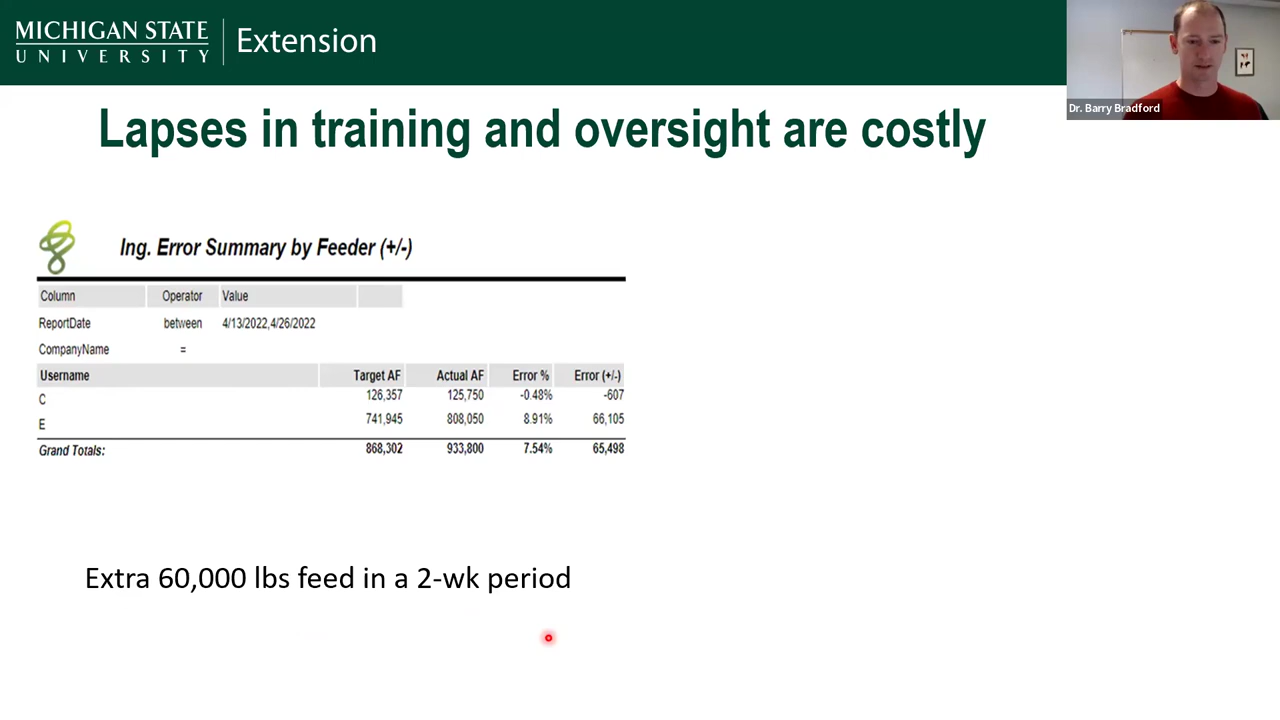 MICHIGAN STATE
UNIVERSITY
Extension
Dr. Barry Bradford
Lapses in training and oversight are costly
Ing. Error Summary by Feeder (+/-)
Column Operator Value
ReportDate between 4/13/2022,4/26/2022
CompanyName =
Username Target AF Actual AF Error % Error (+/-)
C 126,357 125,750 -0.48% -607
E 741,945 808,050 8.91% 66,105
Grand Totals: 868,302 933,800 7.54% 65,498
Extra 60,000 lbs feed in a 2-wk period